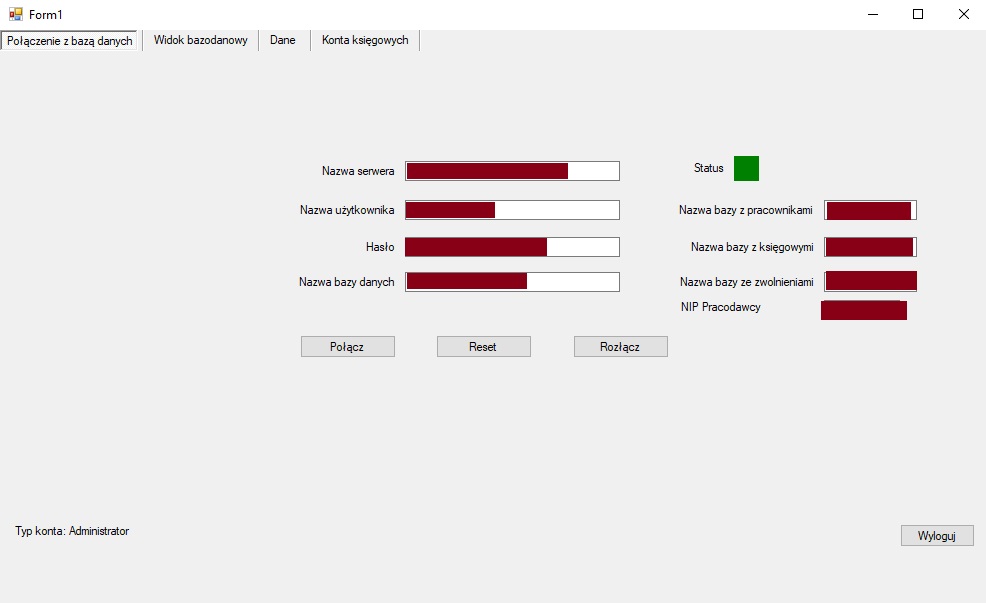 Form1
Połączenie z bazą danych
Widok bazodanowy
Dane
Konta księgowych
Nazwa serwera
Nazwa użytkownika
Hasło
Nazwa bazy danych
Status
Nazwa bazy z pracownikami
Nazwa bazy z księgowymi
Nazwa bazy ze zwolnieniami
NIP Pracodawcy
Połącz
Reset
Rozłącz
Typ konta: Administrator
Wyloguj